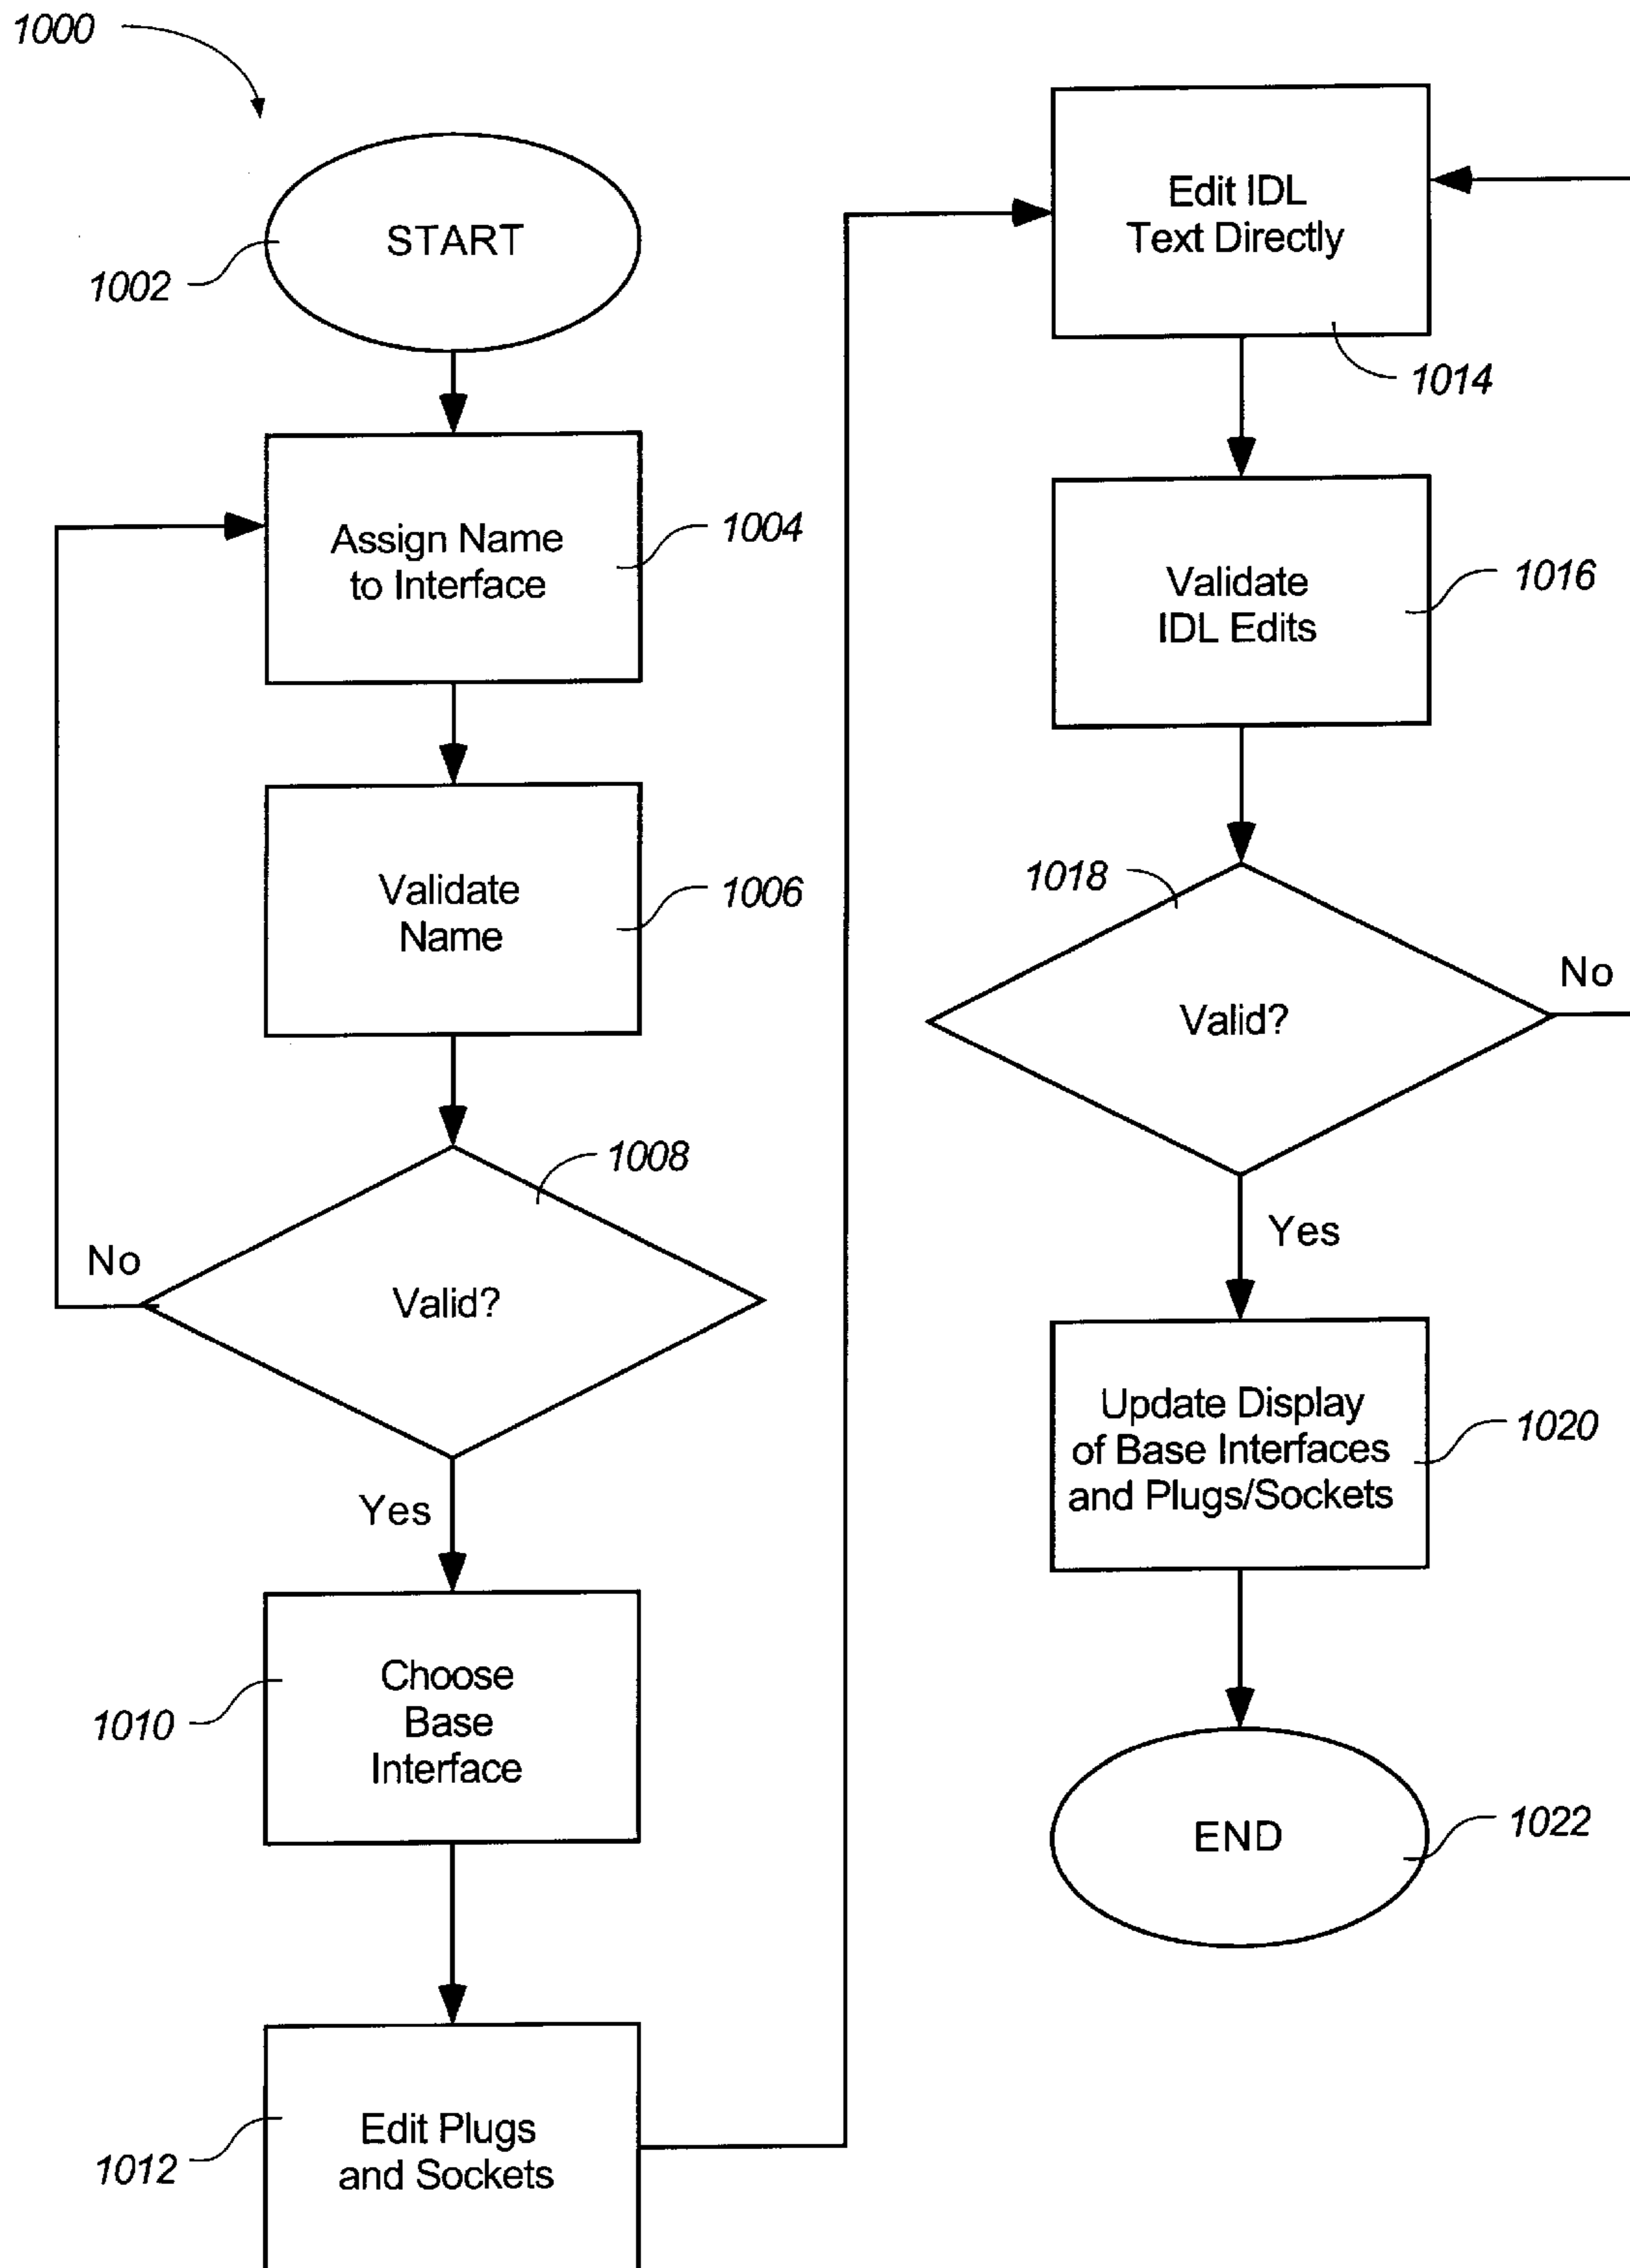 1000
START
1002
Assign Name
to Interface
1004
Validate
Name
1006
1008
Valid?
No
Yes
Choose
Base
Interface
1010
Edit Plugs
and Sockets
1012
Edit IDL
Text Directly
1014
Validate
IDL Edits
1016
1018
Valid?
No
Yes
Update Display
of Base Interfaces
and Plugs/Sockets
1020
END
1022